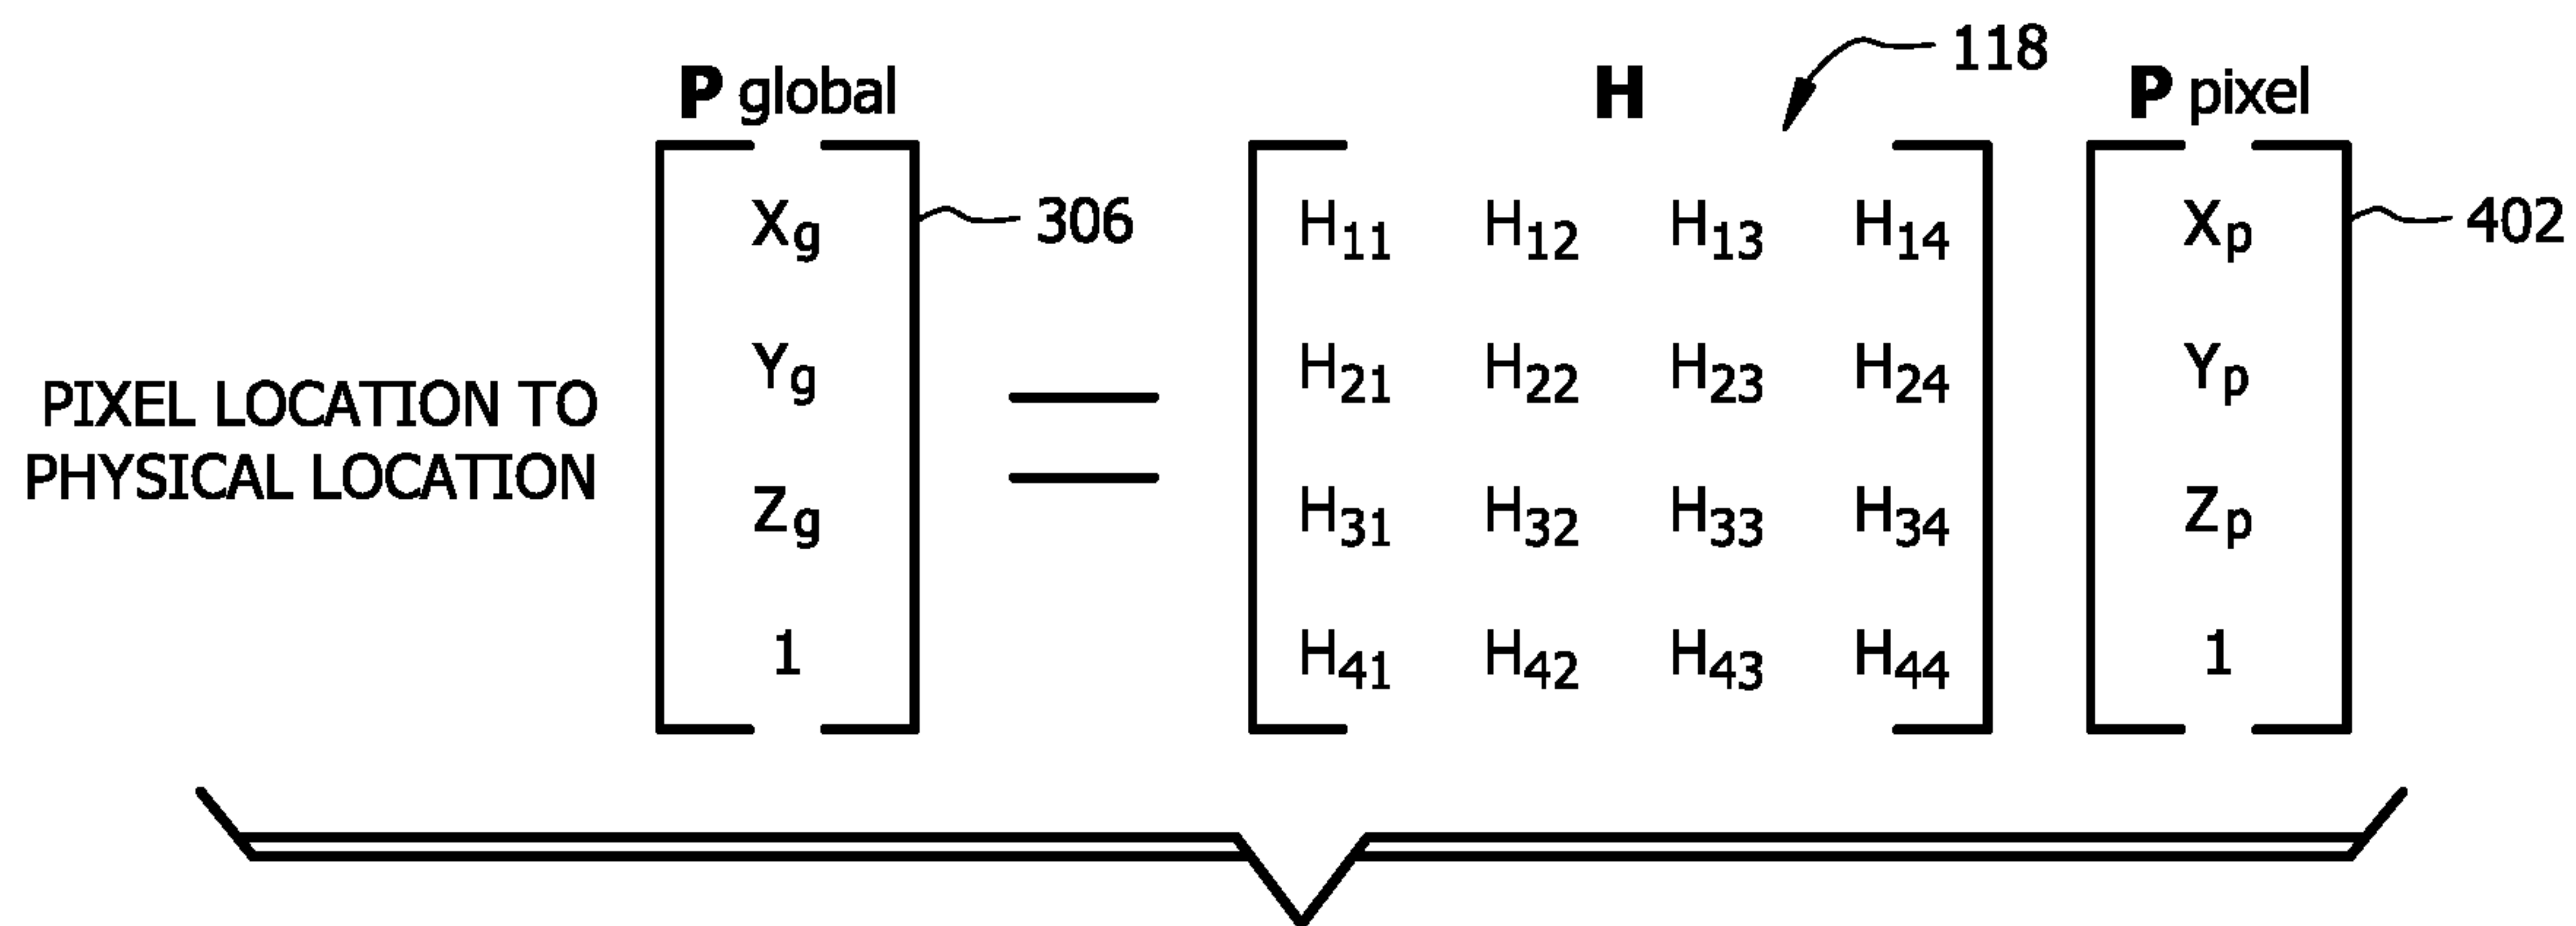 P global H 118 P pixel
Xg 306 H11 H12 H13 H14 Xp 402
Yg = H21 H22 H23 H24 Yp
PIXEL LOCATION TO
PHYSICAL LOCATION
Zg H31 H32 H33 H34 Zp
1 H41 H42 H43 H44 1